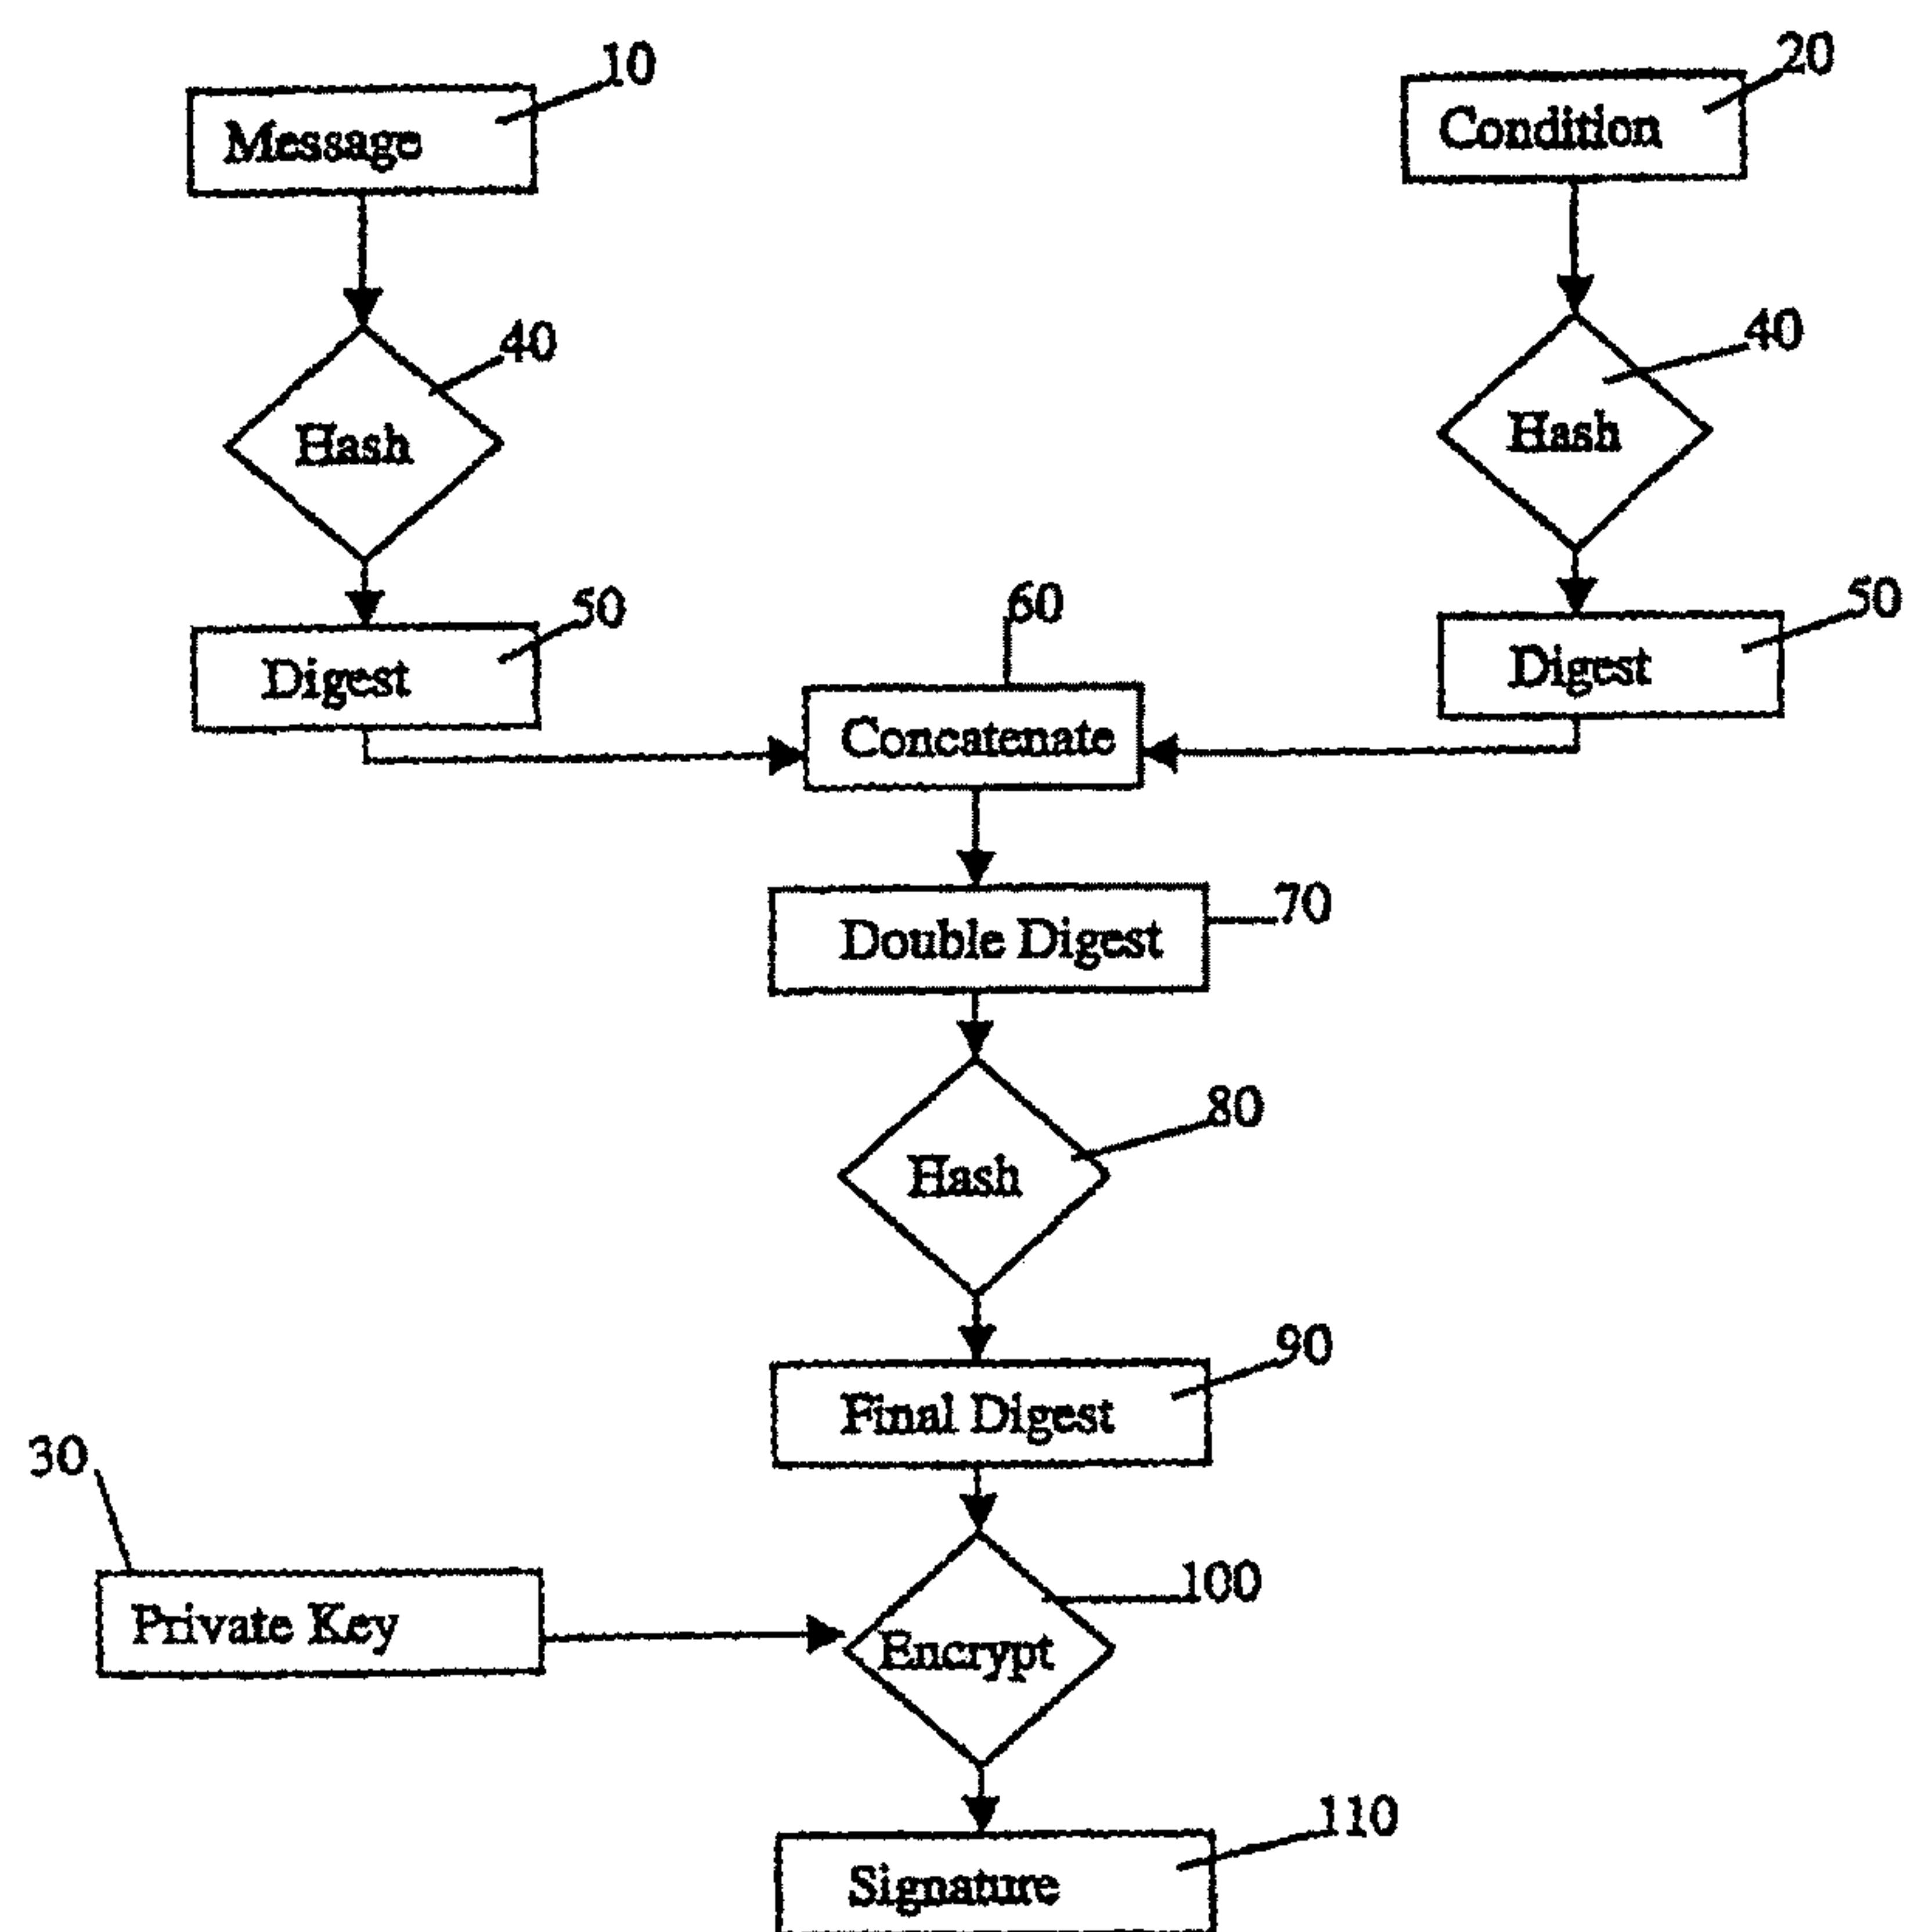 10
20
Message
Condition
40
40
Hash
Hash
50
60
50
Digest
Digest
Concatenate
70
Double Digest
80
Hash
90
Final Digest
30
100
Private Key
Encrypt
110
Signature